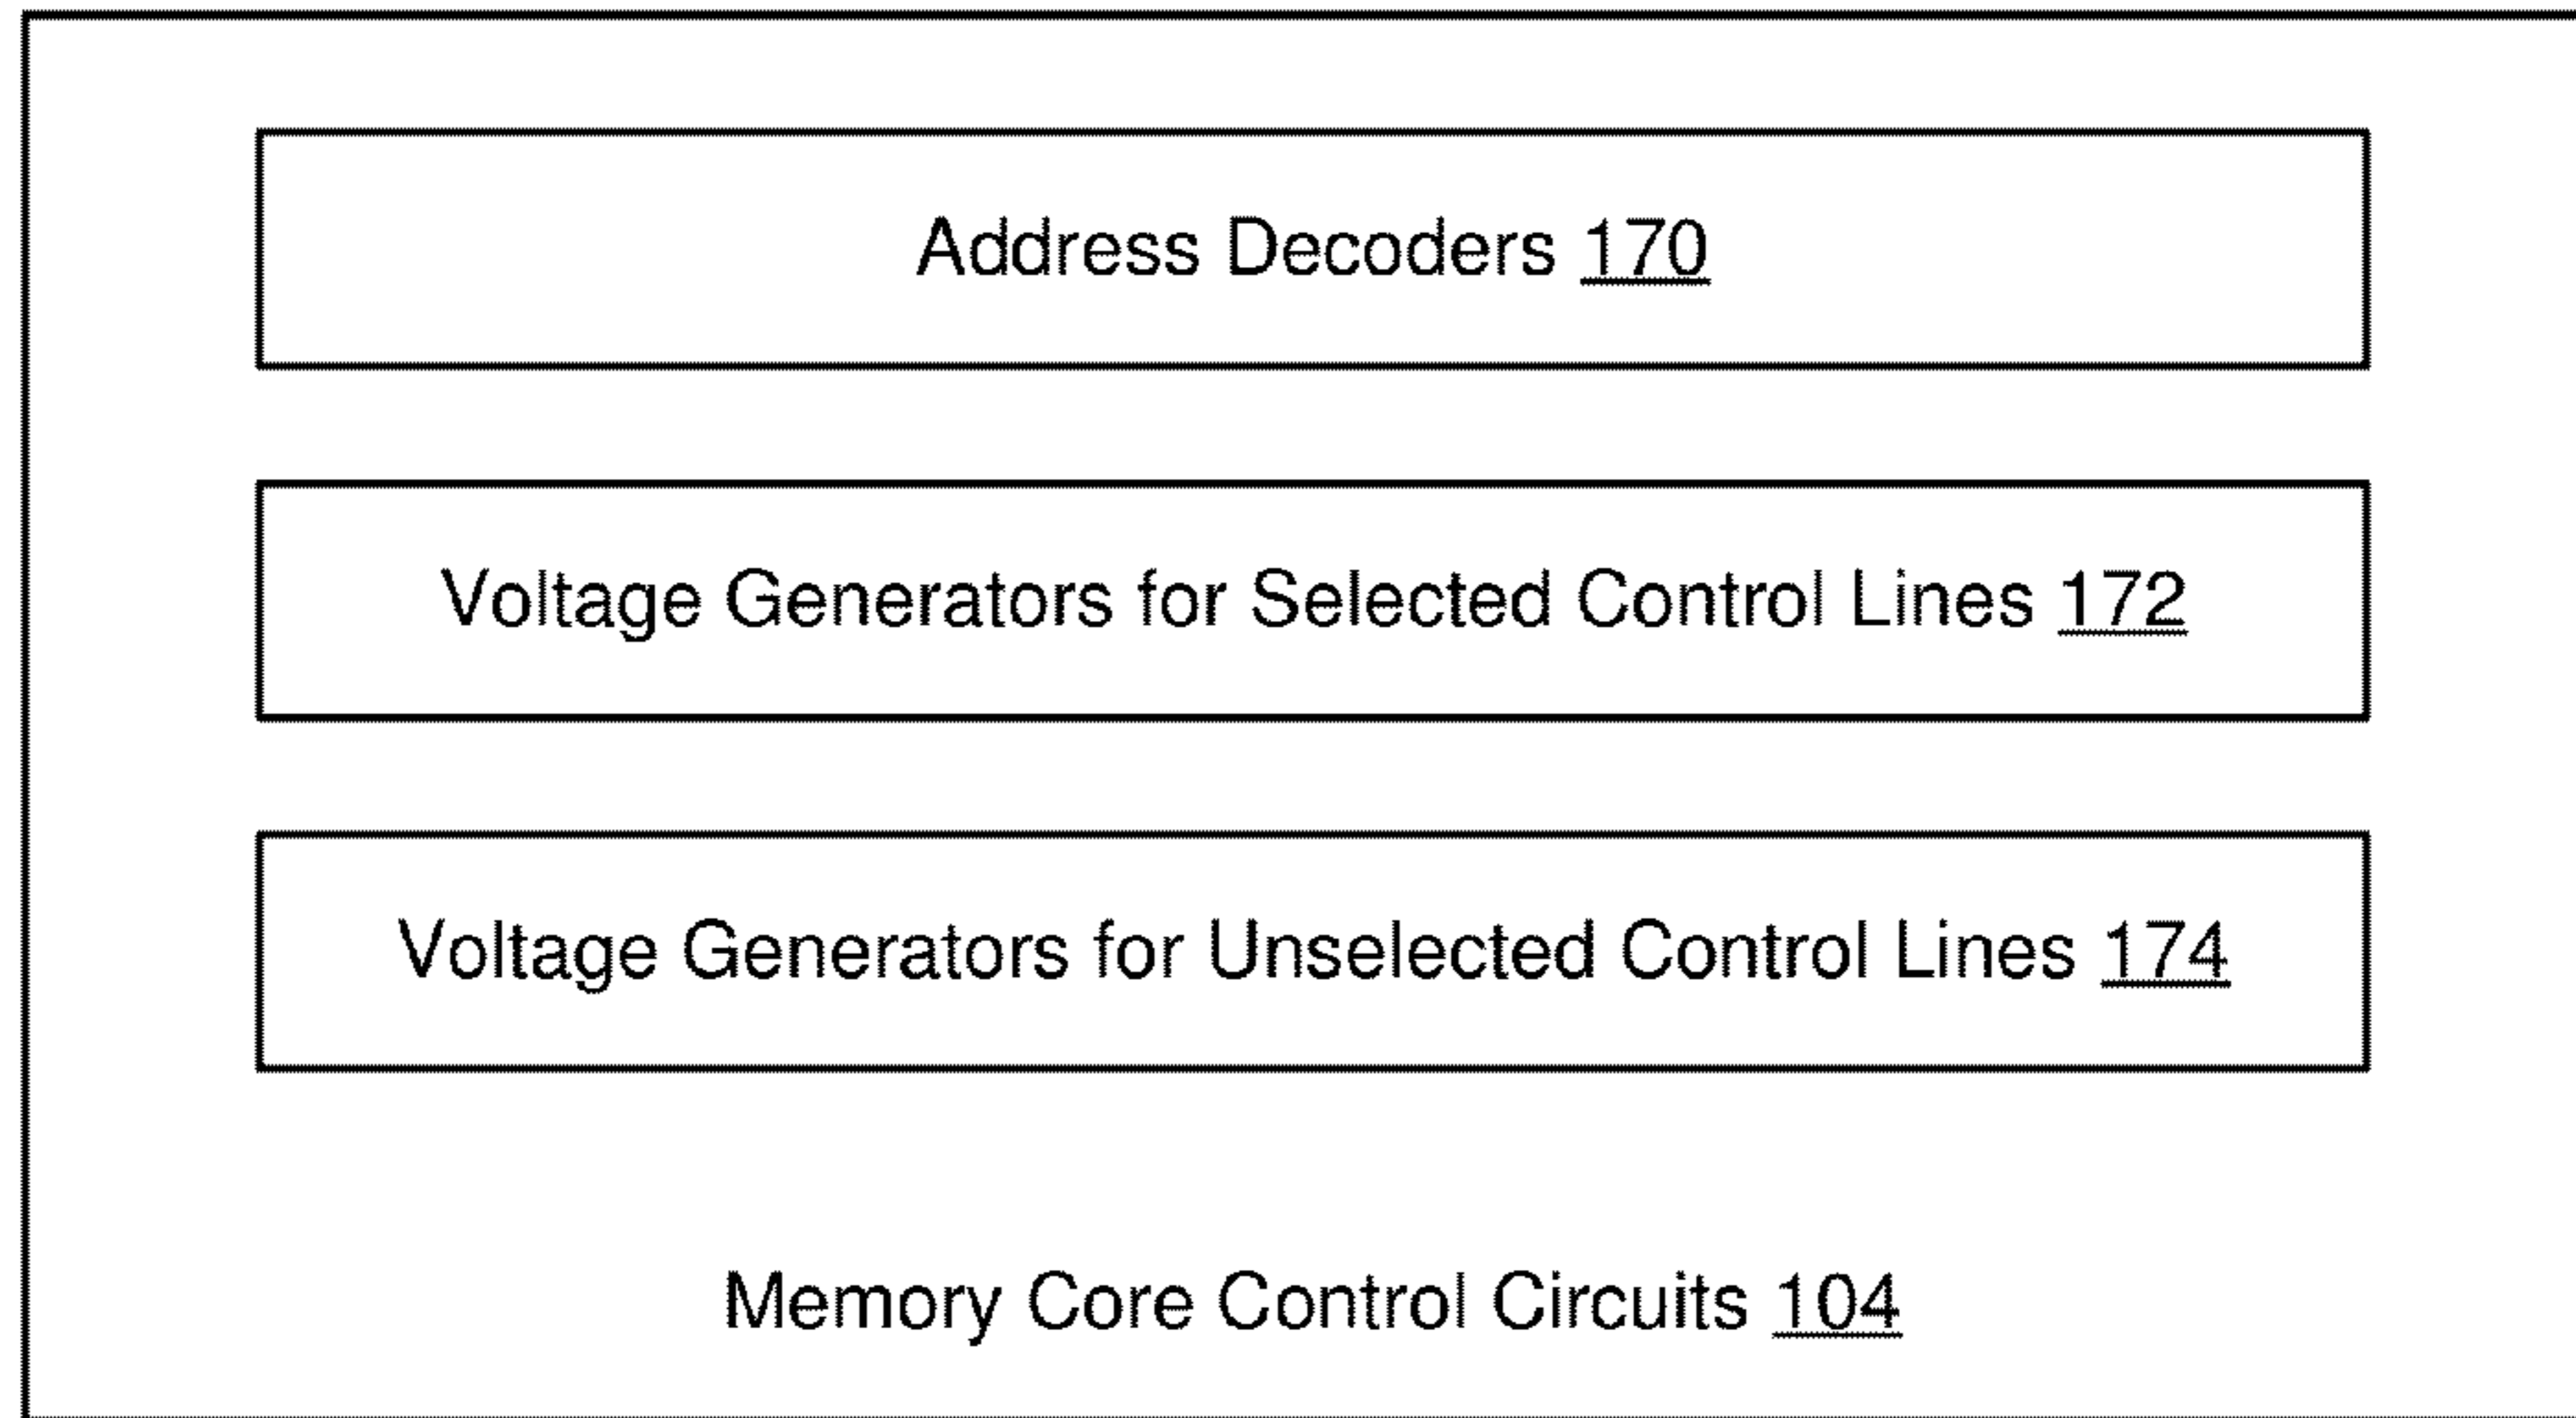 Address Decoders 170
Voltage Generators for Selected Control Lines 172
Voltage Generators for Unselected Control Lines 174
Memory Core Control Circuits 104